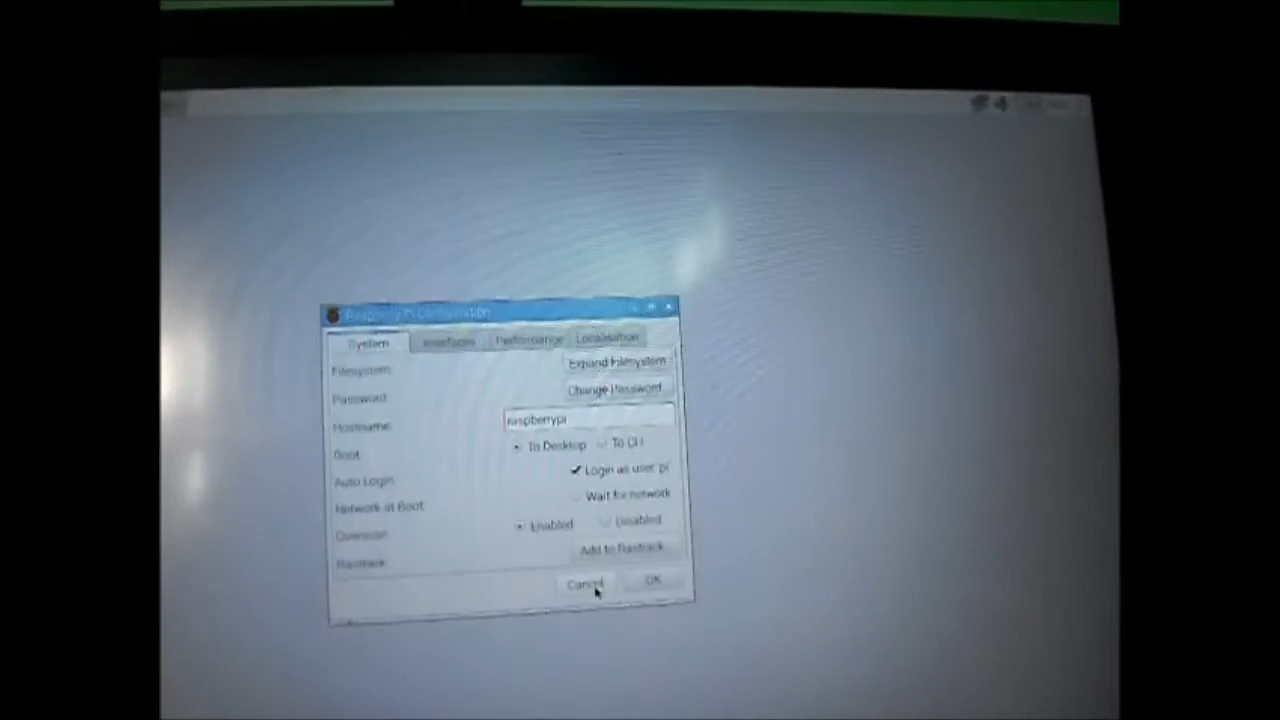 Raspberry Pi Configuration
System Interfaces Performance Localisation
Filesystem: Expand Filesystem
Password: Change Password
Hostname: raspberrypi
Boot: To Desktop To CLI
Auto Login: Login as user 'pi'
Network at Boot: Wait for network
Overscan: Enabled Disabled
Rastrack: Add to Rastrack
Cancel OK